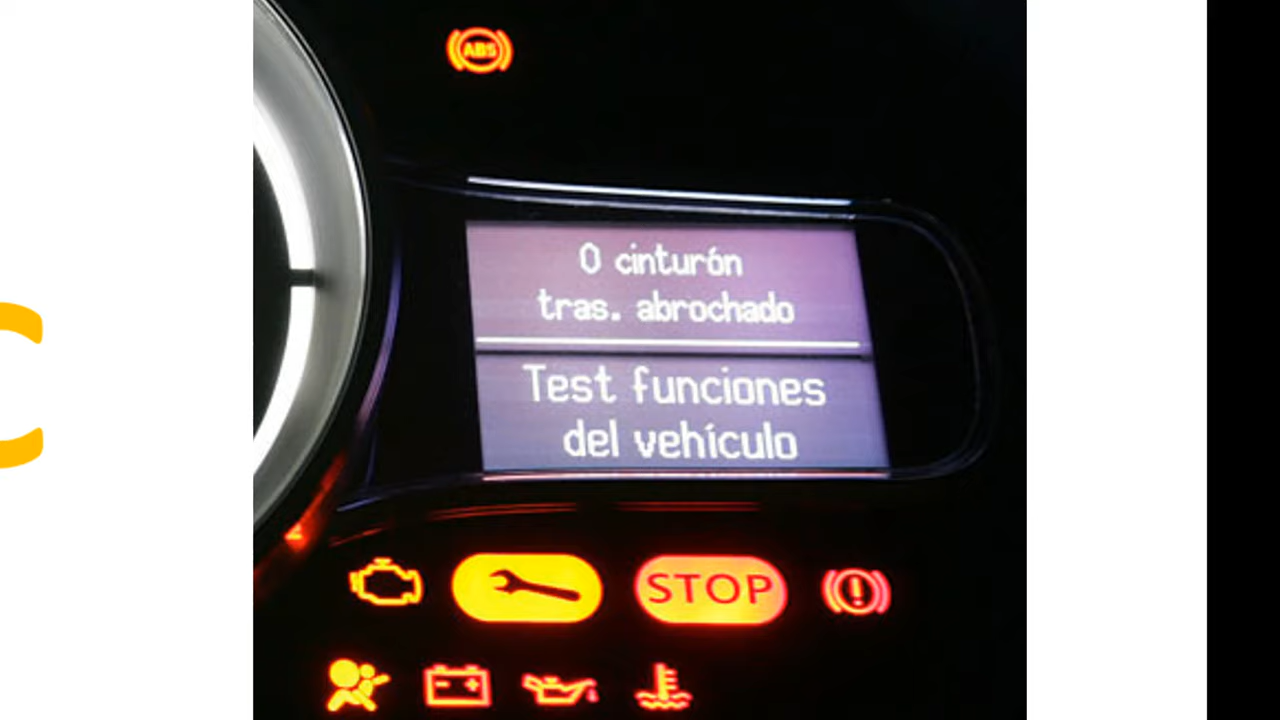 ABS
0 cinturón
tras. abrochado
Test funciones
del vehículo
STOP